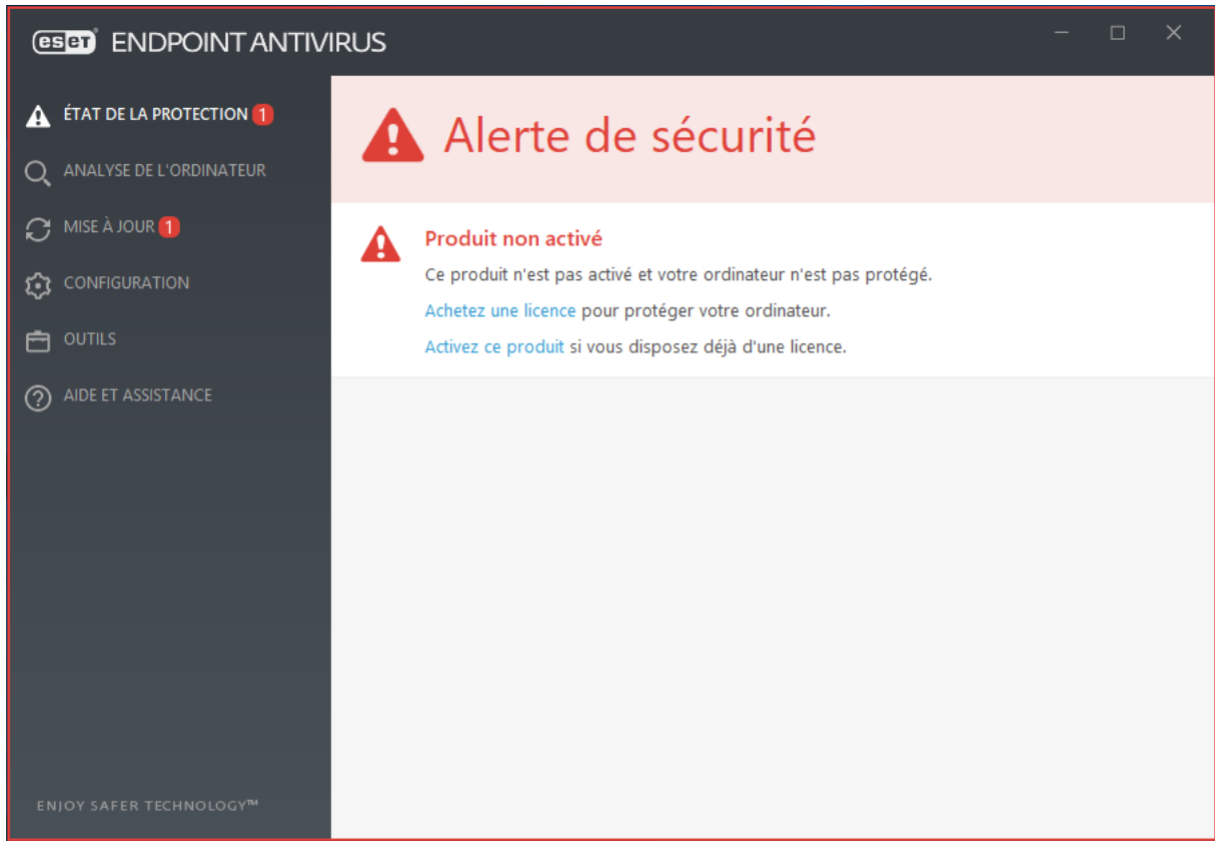 eset ENDPOINT ANTIVIRUS
ÉTAT DE LA PROTECTION 1
ANALYSE DE L'ORDINATEUR
MISE À JOUR 1
CONFIGURATION
OUTILS
AIDE ET ASSISTANCE
ENJOY SAFER TECHNOLOGY™
Alerte de sécurité
Produit non activé
Ce produit n'est pas activé et votre ordinateur n'est pas protégé.
Achetez une licence pour protéger votre ordinateur.
Activez ce produit si vous disposez déjà d'une licence.